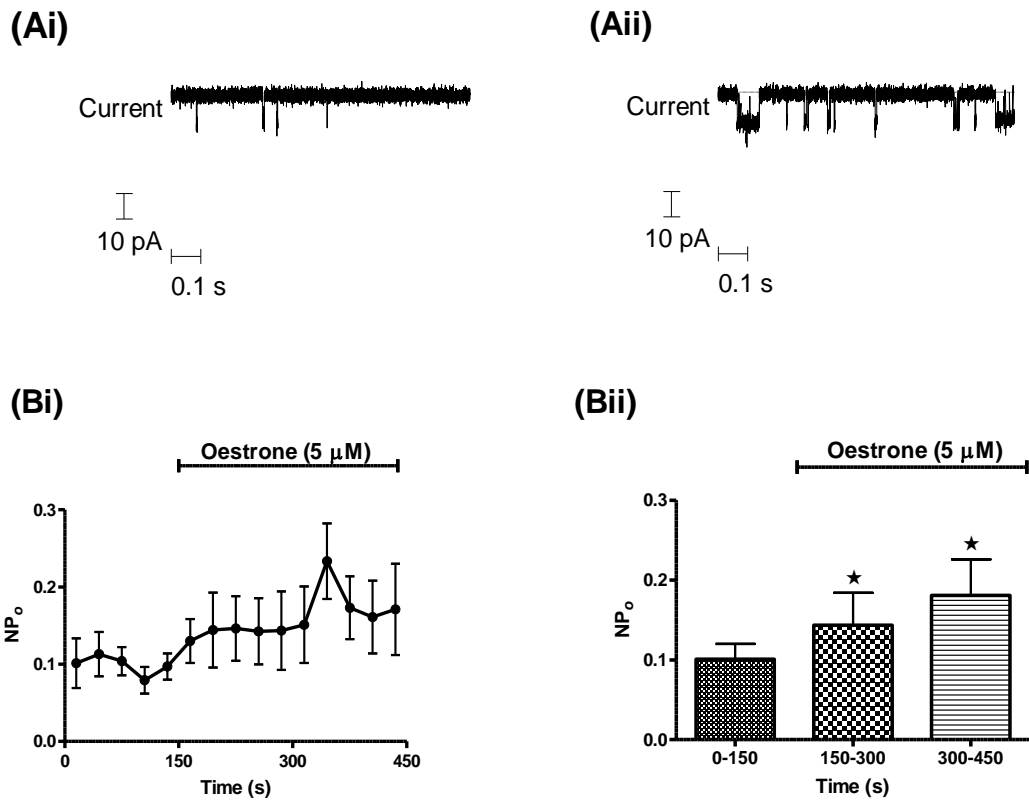 (Ai)
Current
10 pA
0.1 s
(Aii)
Current
10 pA
0.1 s
(Bi)
Oestrone (5 μM)
NPo
0.3
0.2
0.1
0.0
0 150 300 450
Time (s)
(Bii)
Oestrone (5 μM)
NPo
0.3
0.2
0.1
0.0
0-150 150-300 300-450
Time (s)